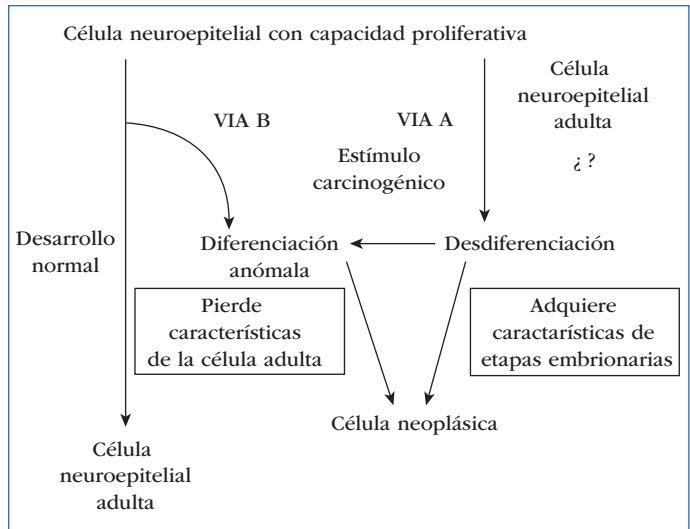 Célula neuroepitelial con capacidad proliferativa
Célula
neuroepitelial
adulta
¿ ?
VIA B
VIA A
Estímulo
carcinogénico
Desarrollo
normal
Diferenciación
anómala
Desdiferenciación
Pierde
características
de la célula adulta
Adquiere
caractarísticas de
etapas embrionarias
Célula neoplásica
Célula
neuroepitelial
adulta